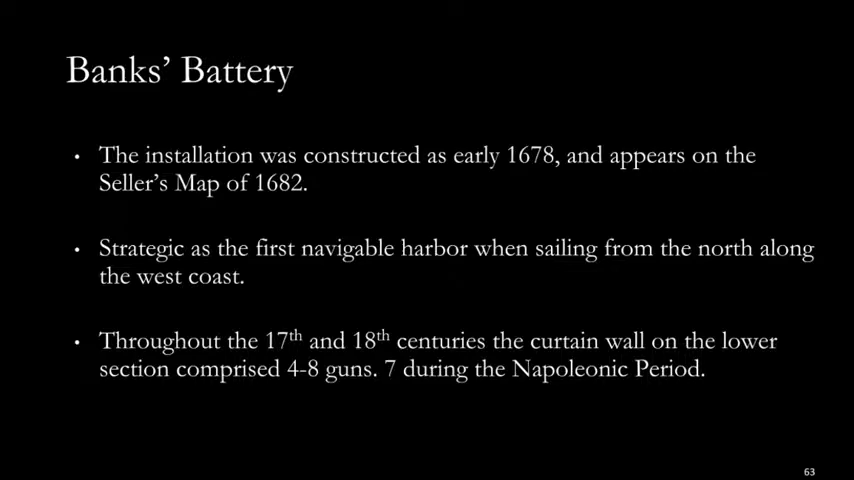 Banks’ Battery
• The installation was constructed as early 1678, and appears on the
Seller’s Map of 1682.
• Strategic as the first navigable harbor when sailing from the north along
the west coast.
• Throughout the 17th and 18th centuries the curtain wall on the lower
section comprised 4-8 guns. 7 during the Napoleonic Period.
63